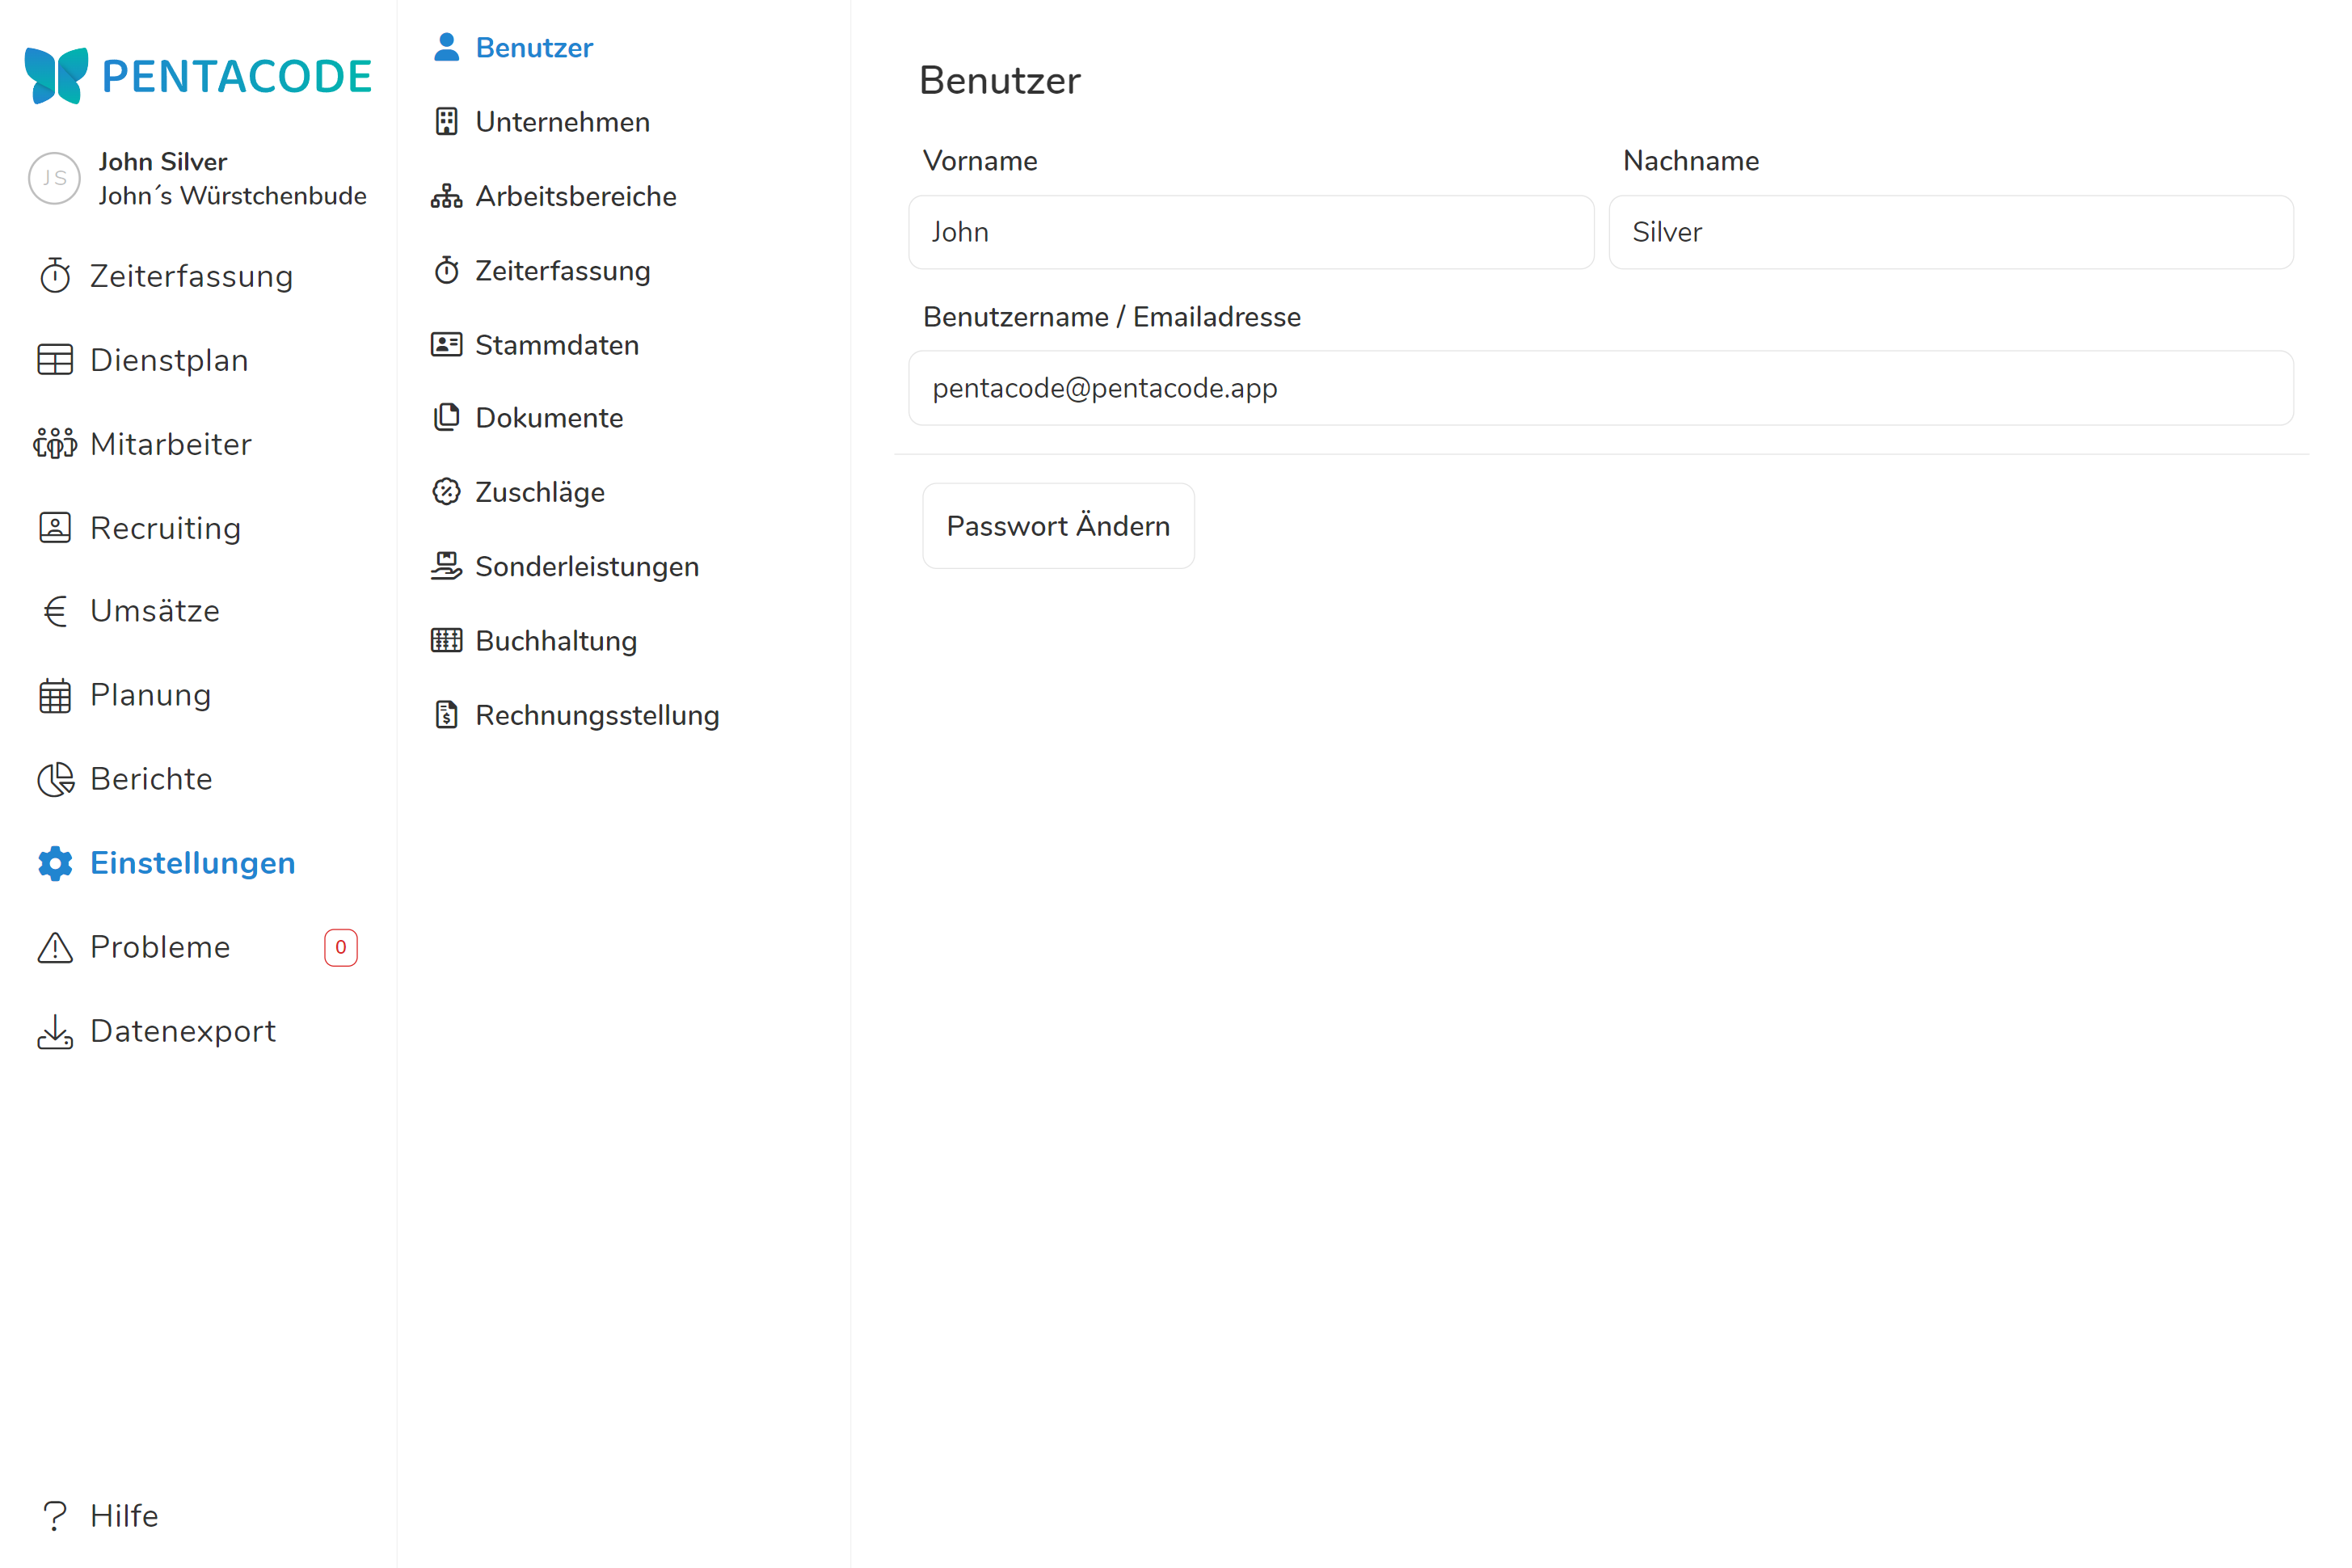 PENTACODE
JS
John Silver
John´s Würstchenbude
Zeiterfassung
Dienstplan
Mitarbeiter
Recruiting
Umsätze
Planung
Berichte
Einstellungen
Probleme 0
Datenexport
Hilfe
Benutzer
Unternehmen
Arbeitsbereiche
Zeiterfassung
Stammdaten
Dokumente
Zuschläge
Sonderleistungen
Buchhaltung
Rechnungsstellung
Benutzer
Vorname Nachname
John Silver
Benutzername / Emailadresse
pentacode@pentacode.app
Passwort Ändern